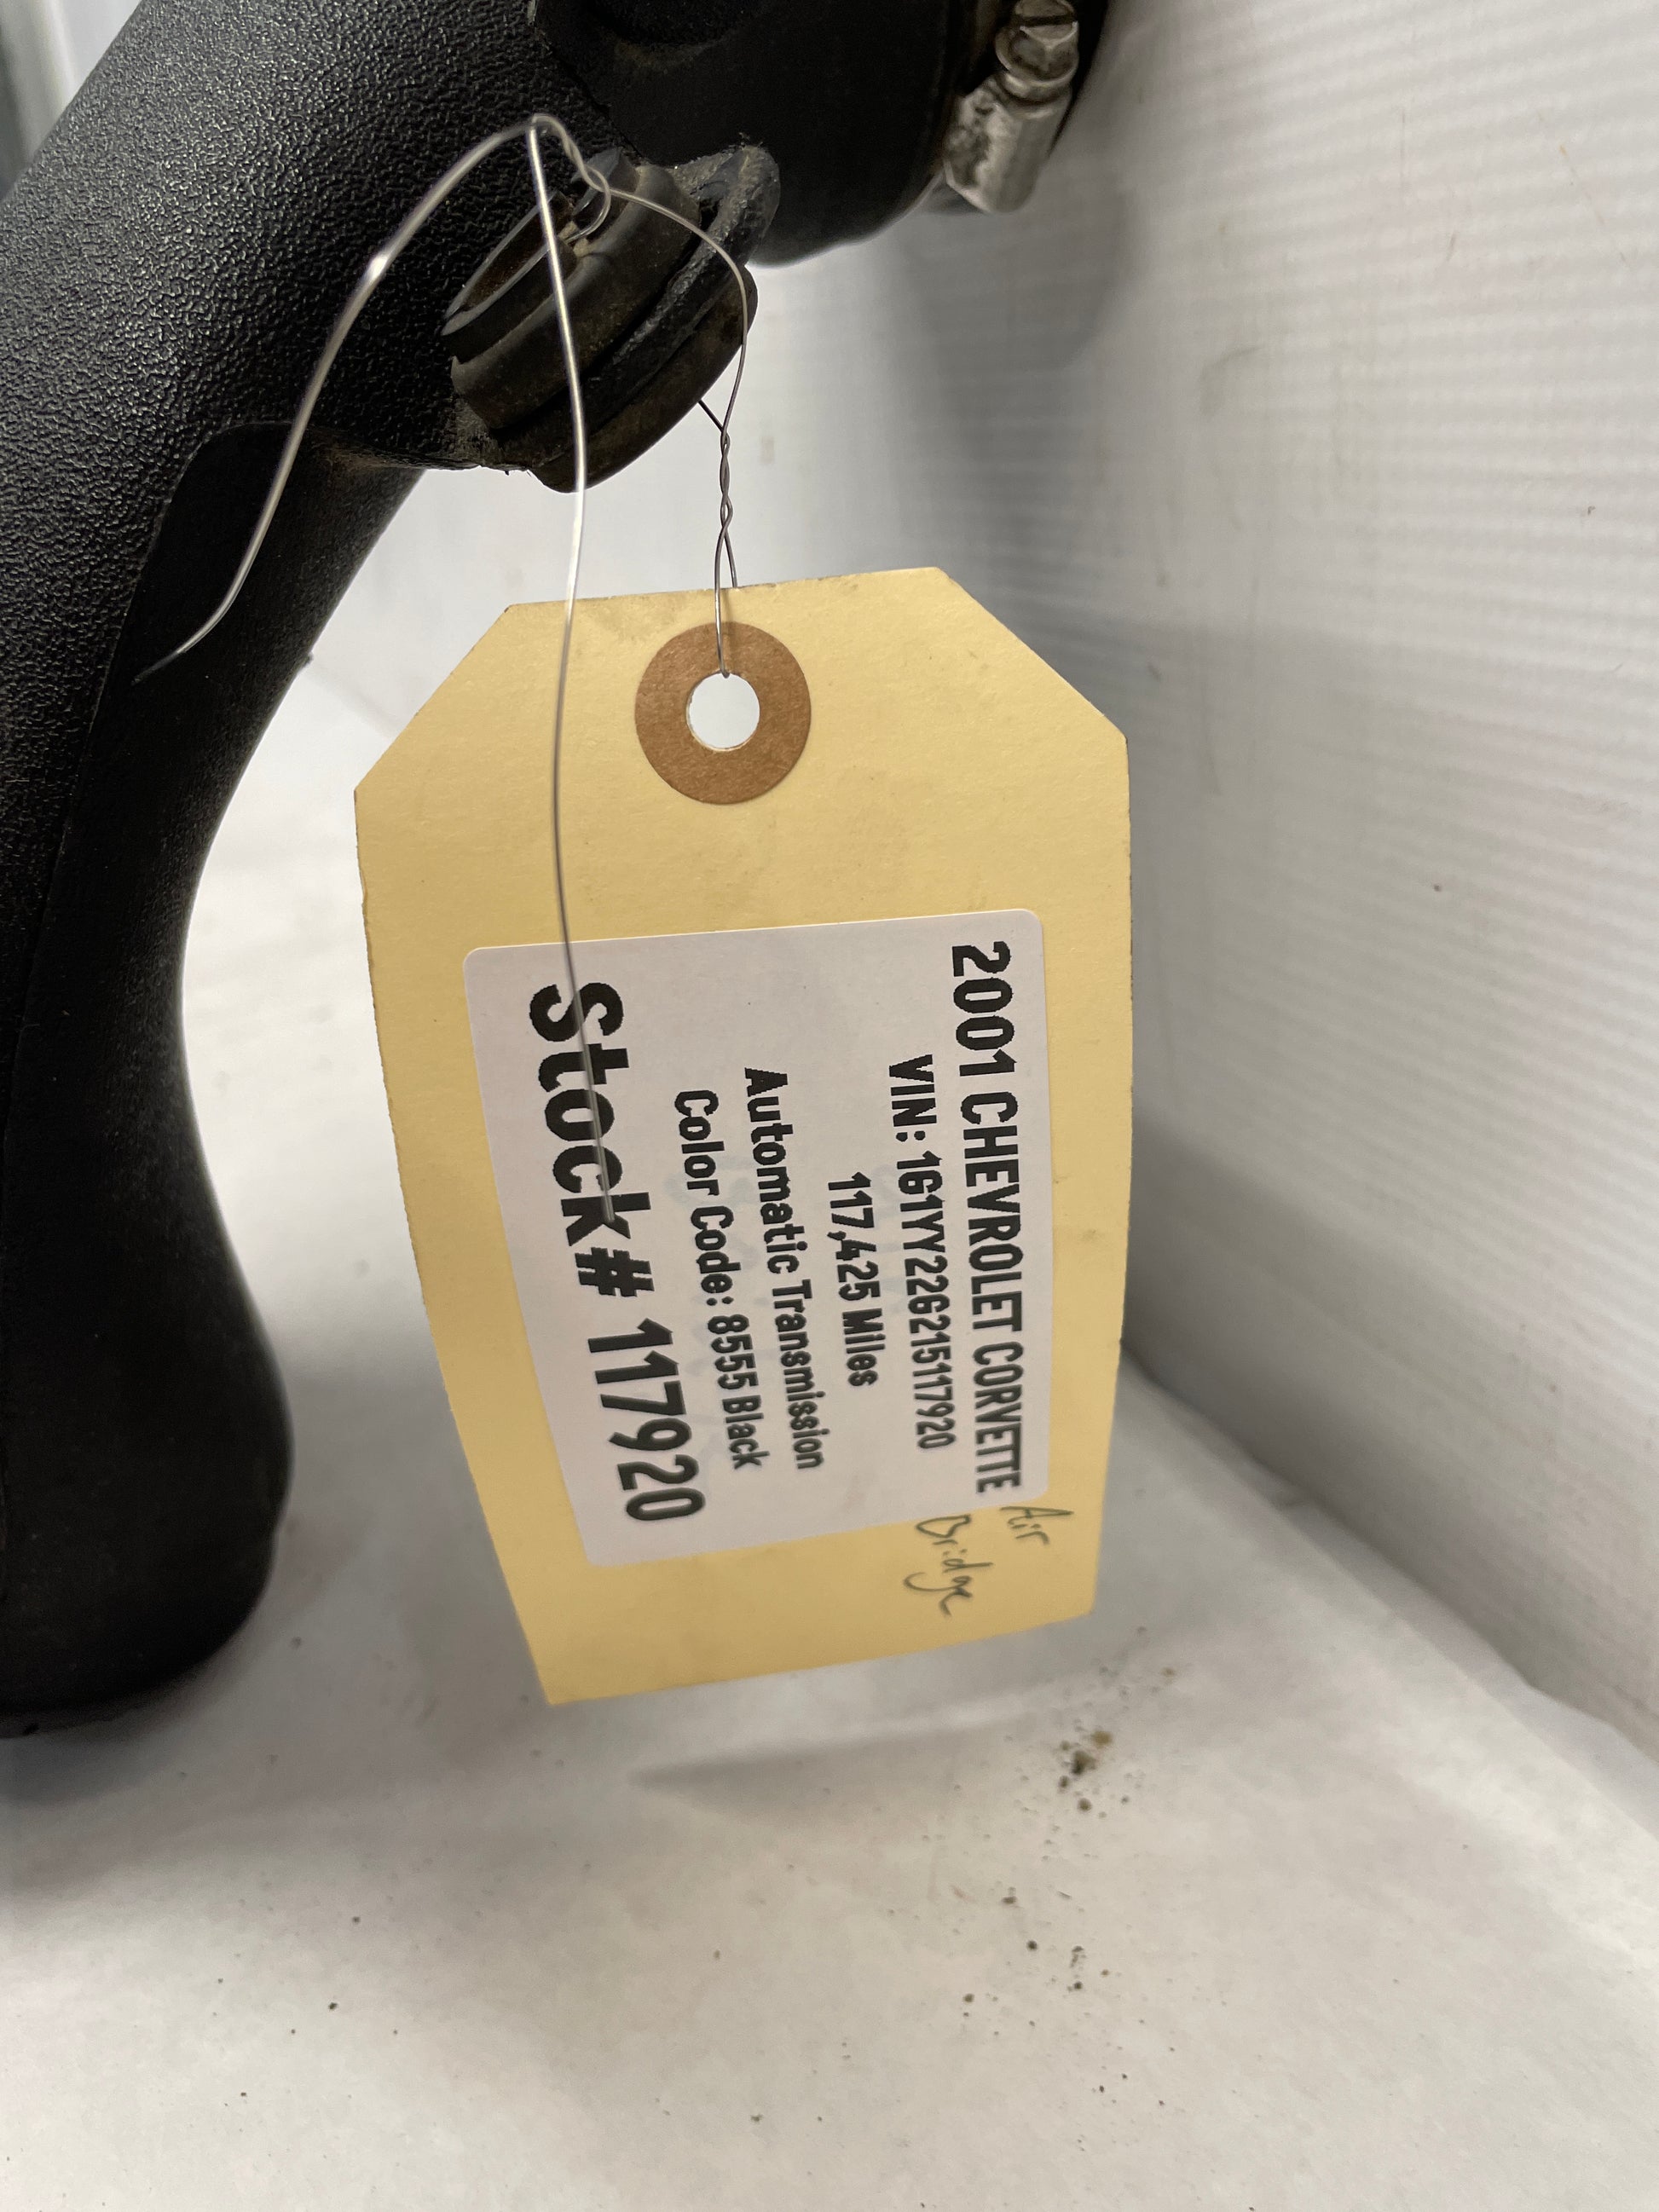 2001 CHEVROLET CORVETTE
VIN: 1G1YY22G215117920
117,425 Miles
Automatic Transmission
Color Code: 8555 Black
Stock# 117920
Air
Bridge